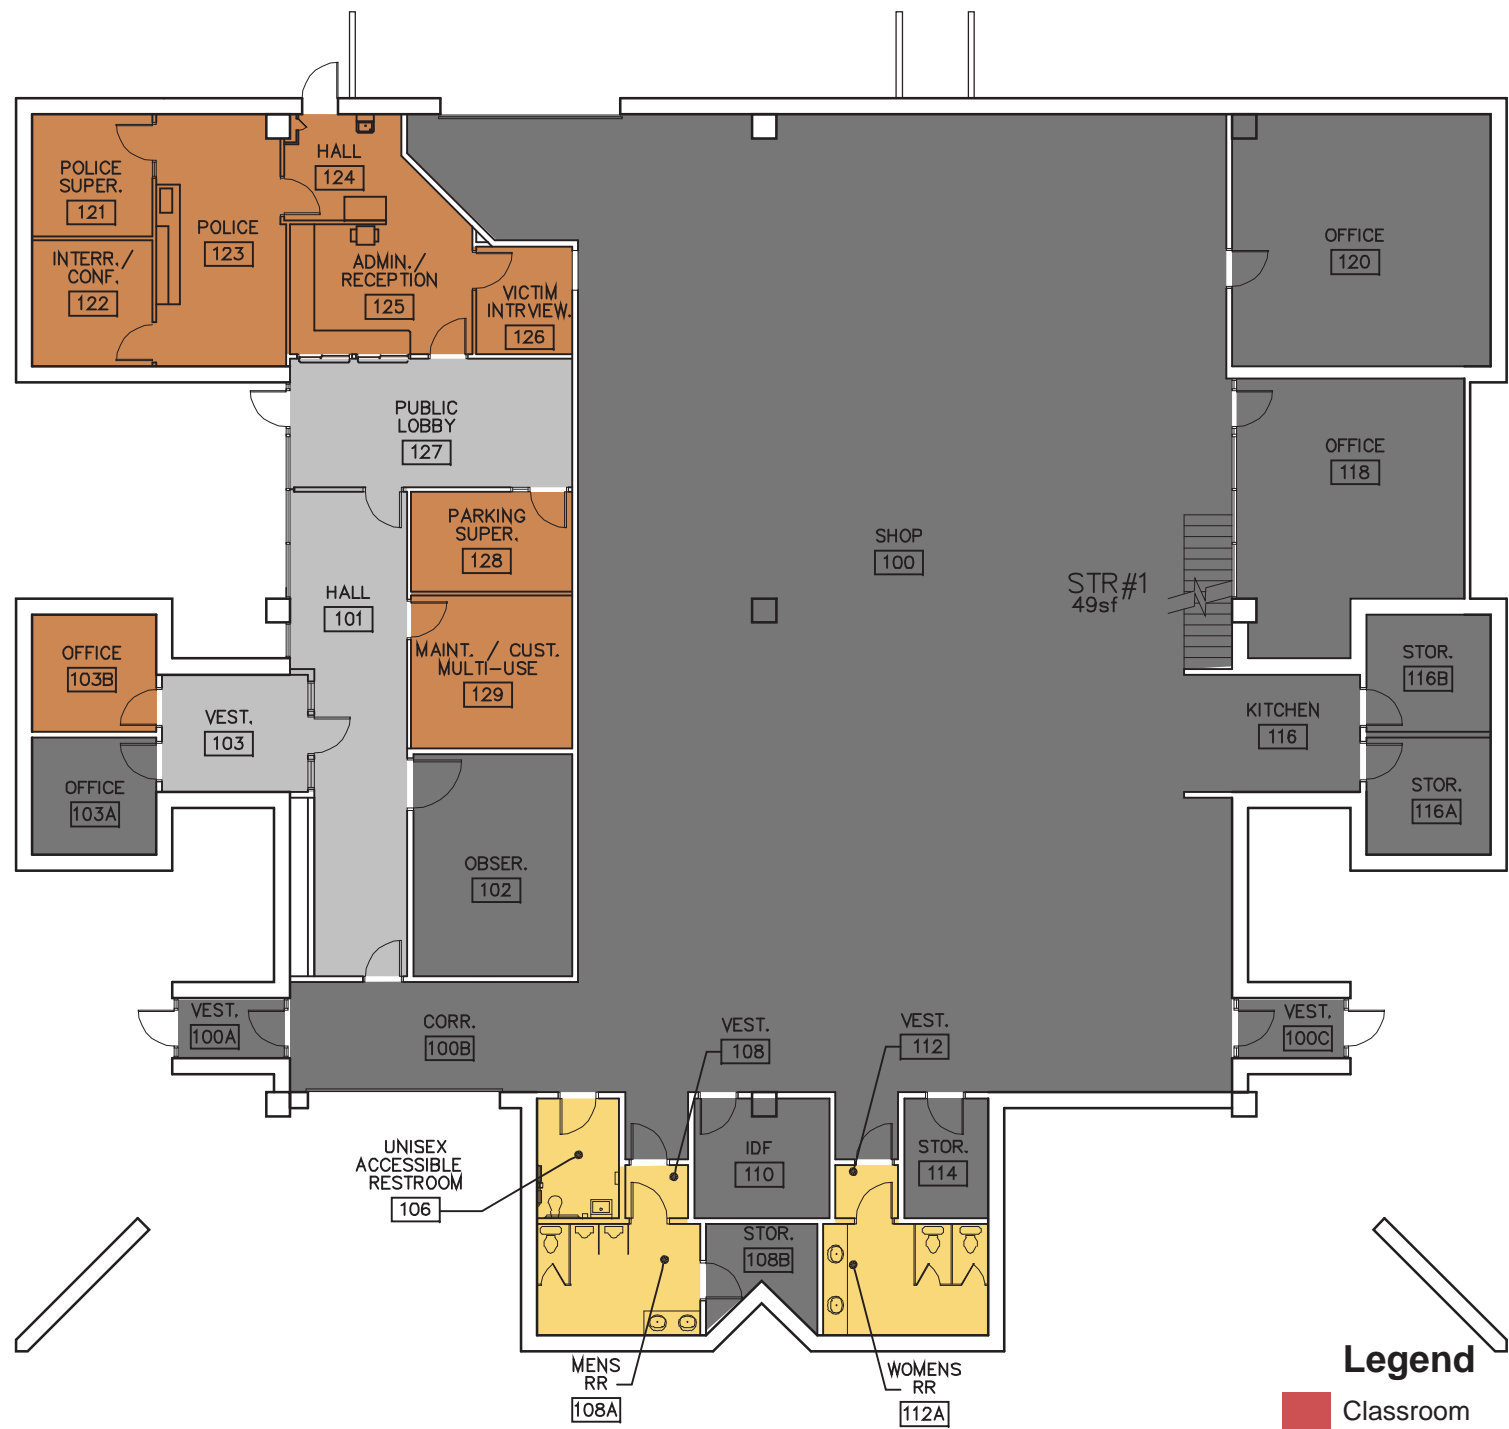 HALL
124
POLICE
SUPER.
121
POLICE
123
INTERR./
CONF.
122
ADMIN./
RECEPTION
125
VICTIM
INTRVIEW.
126
OFFICE
120
PUBLIC
LOBBY
127
OFFICE
118
PARKING
SUPER.
128
SHOP
100
STR#1
49sf
HALL
101
OFFICE
103B
MAINT. / CUST.
MULTI-USE
129
STOR.
116B
VEST.
103
KITCHEN
116
OFFICE
103A
STOR.
116A
OBSER.
102
VEST.
100A
CORR.
100B
VEST.
108
VEST.
112
VEST.
100C
UNISEX
ACCESSIBLE
RESTROOM
106
IDF
110
STOR.
114
STOR.
108B
MENS
RR
108A
WOMENS
RR
112A
Legend
Classroom